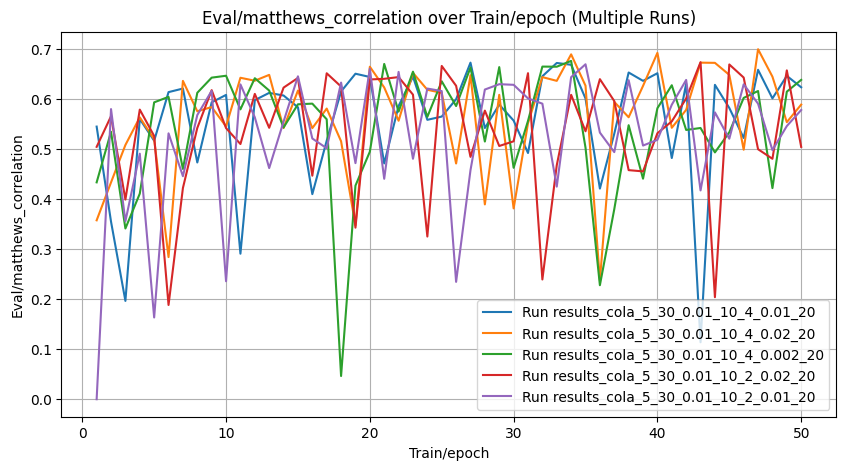 Eval/matthews_correlation over Train/epoch (Multiple Runs)
Eval/matthews_correlation
0.7
0.6
0.5
0.4
0.3
0.2
0.1
0.0
Run results_cola_5_30_0.01_10_4_0.01_20
Run results_cola_5_30_0.01_10_4_0.02_20
Run results_cola_5_30_0.01_10_4_0.002_20
Run results_cola_5_30_0.01_10_2_0.02_20
Run results_cola_5_30_0.01_10_2_0.01_20
0
10
20
30
40
50
Train/epoch